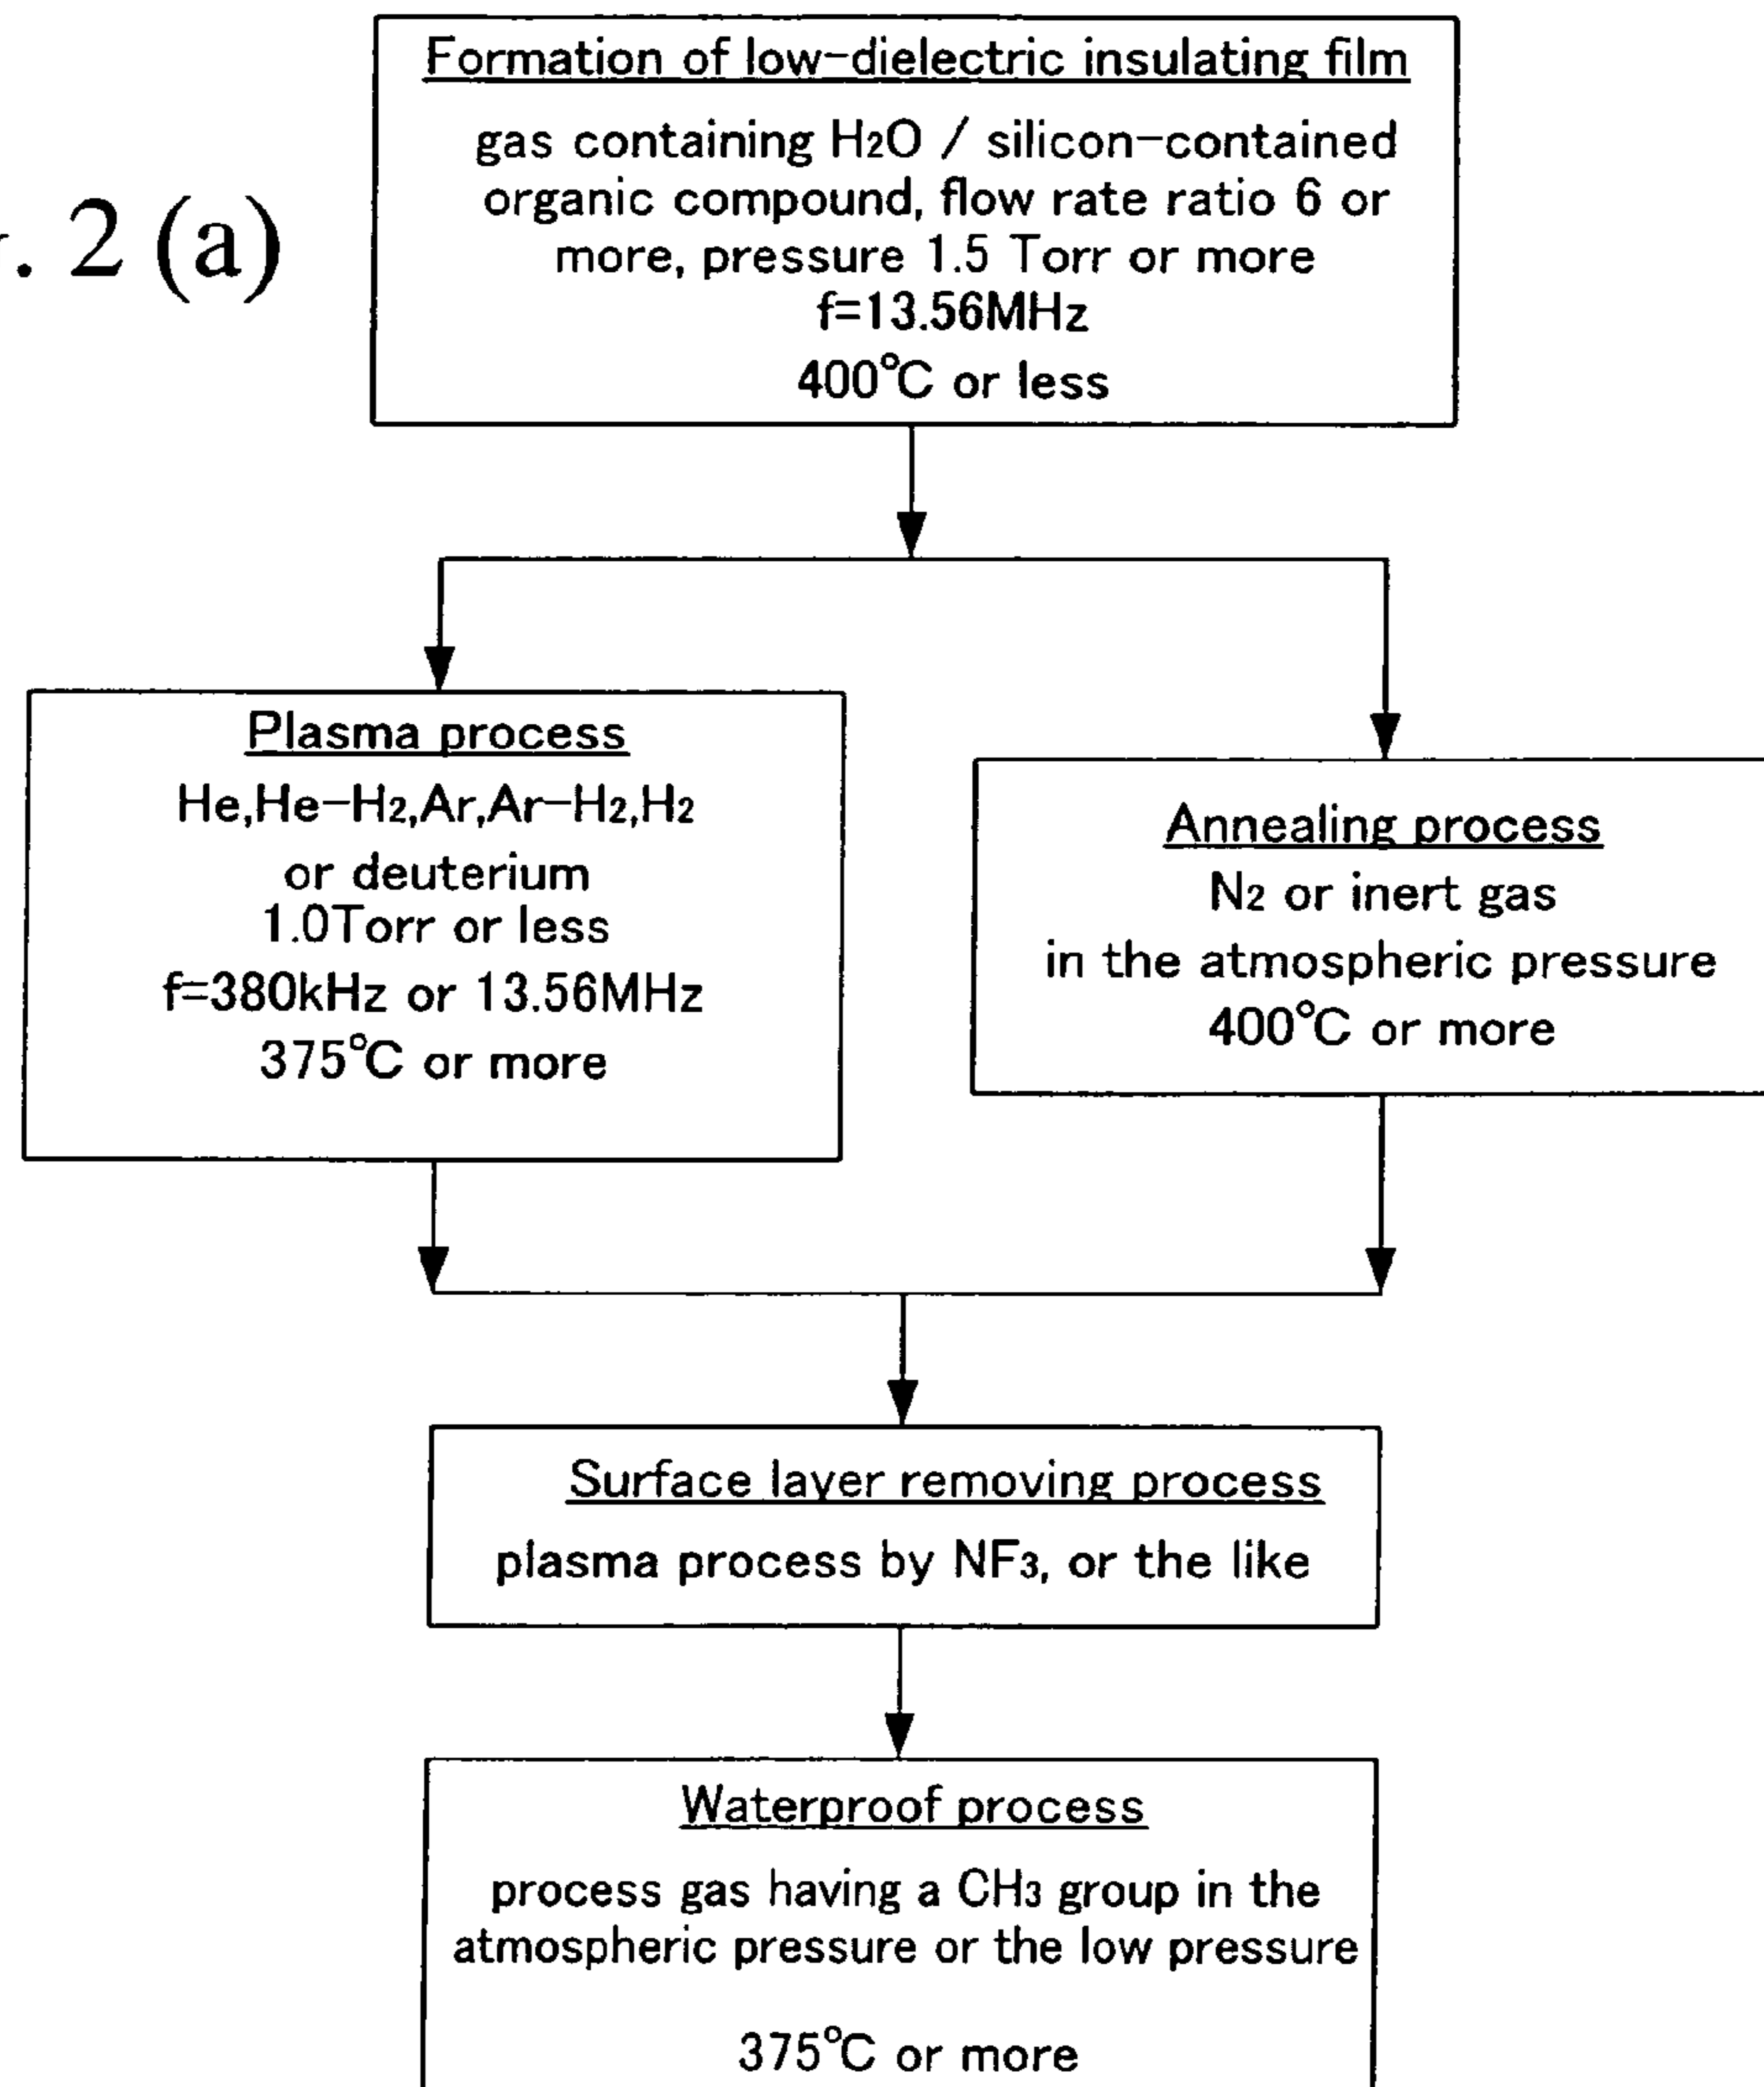 . 2 (a)
Formation of low-dielectric insulating film
gas containing H2O / silicon-contained
organic compound, flow rate ratio 6 or
more, pressure 1.5 Torr or more
f=13.56MHz
400℃ or less
Plasma process
He,He-H2,Ar,Ar-H2,H2
or deuterium
1.0Torr or less
f=380kHz or 13.56MHz
375℃ or more
Annealing process
N2 or inert gas
in the atmospheric pressure
400℃ or more
Surface layer removing process
plasma process by NF3, or the like
Waterproof process
process gas having a CH3 group in the
atmospheric pressure or the low pressure
375℃ or more